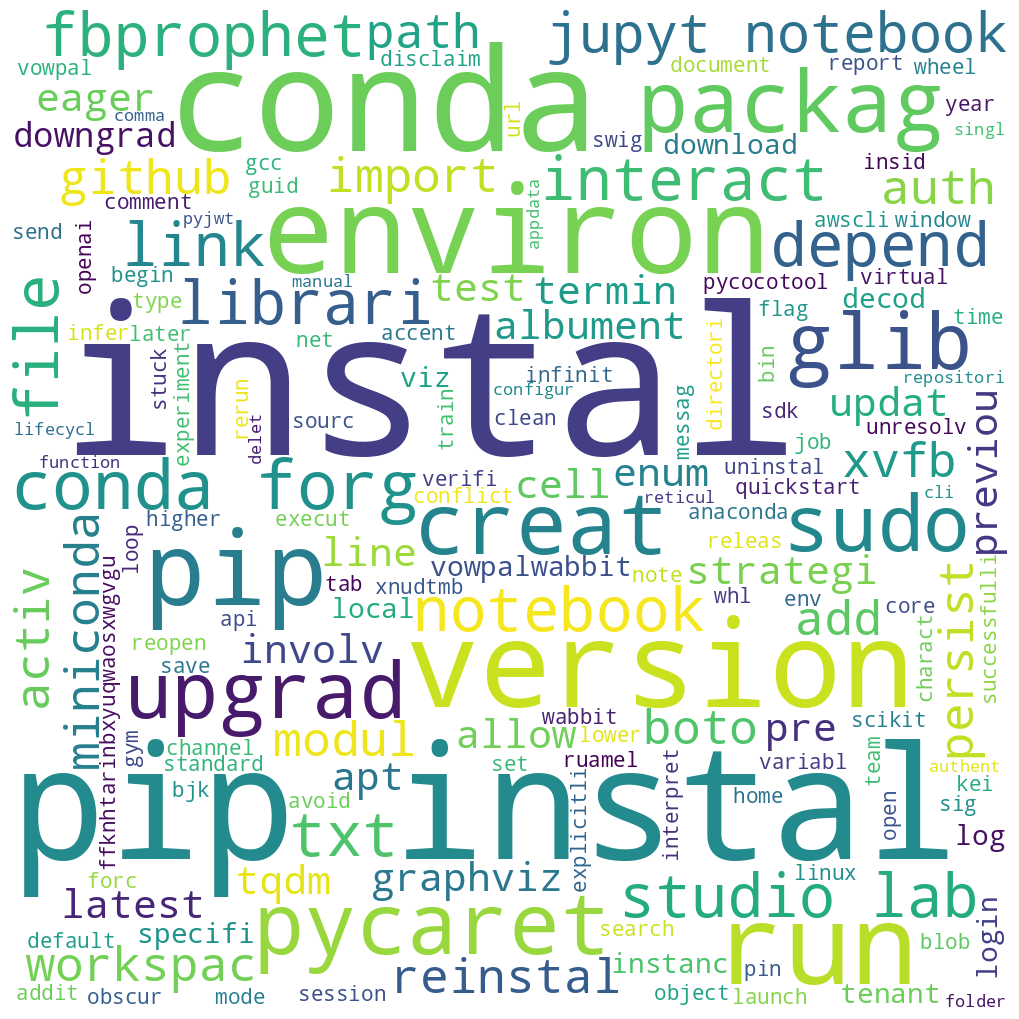 fbprophet path jupyt notebook
vowpal disclaim document report wheel
conda packag
eager comma url year
downgrad swig download singl
github gcc import interact insid auth
comment guid appdata
send openai pyjwt link environ awscli window depend
begin manual pycocotool virtual
file type librari test termin flag decod time
infer later net accent albument glib
instal
stuck experiment rerun viz infinit directori bin repositori
configur
lifecycl delet sourc train clean messag sdk updat
job unresolv previou
function conda forg verifi cell enum uninstal xvfb
conflict reticul quickstart cli
higher execut creat anaconda sudo
miniconda loop pip line vowpalwabbit note releas strategi
tab xnudtmb whl env core persist successfulli
activ local notebook add charact
ffknhtarinbxyuqwaosxwgvgu reopen api
save involv version
upgrad wabbit boto pre scikit
gym channel modul allow lower variabl team authent
standard apt set ruamel interpret kei
bjk pip instal home open sig
avoid explicitli
txt log
forc tqdm graphviz linux
latest studio lab login
default specifi pycaret search run blob
workspac reinstal instanc pin
addit obscur mode session object launch tenant folder